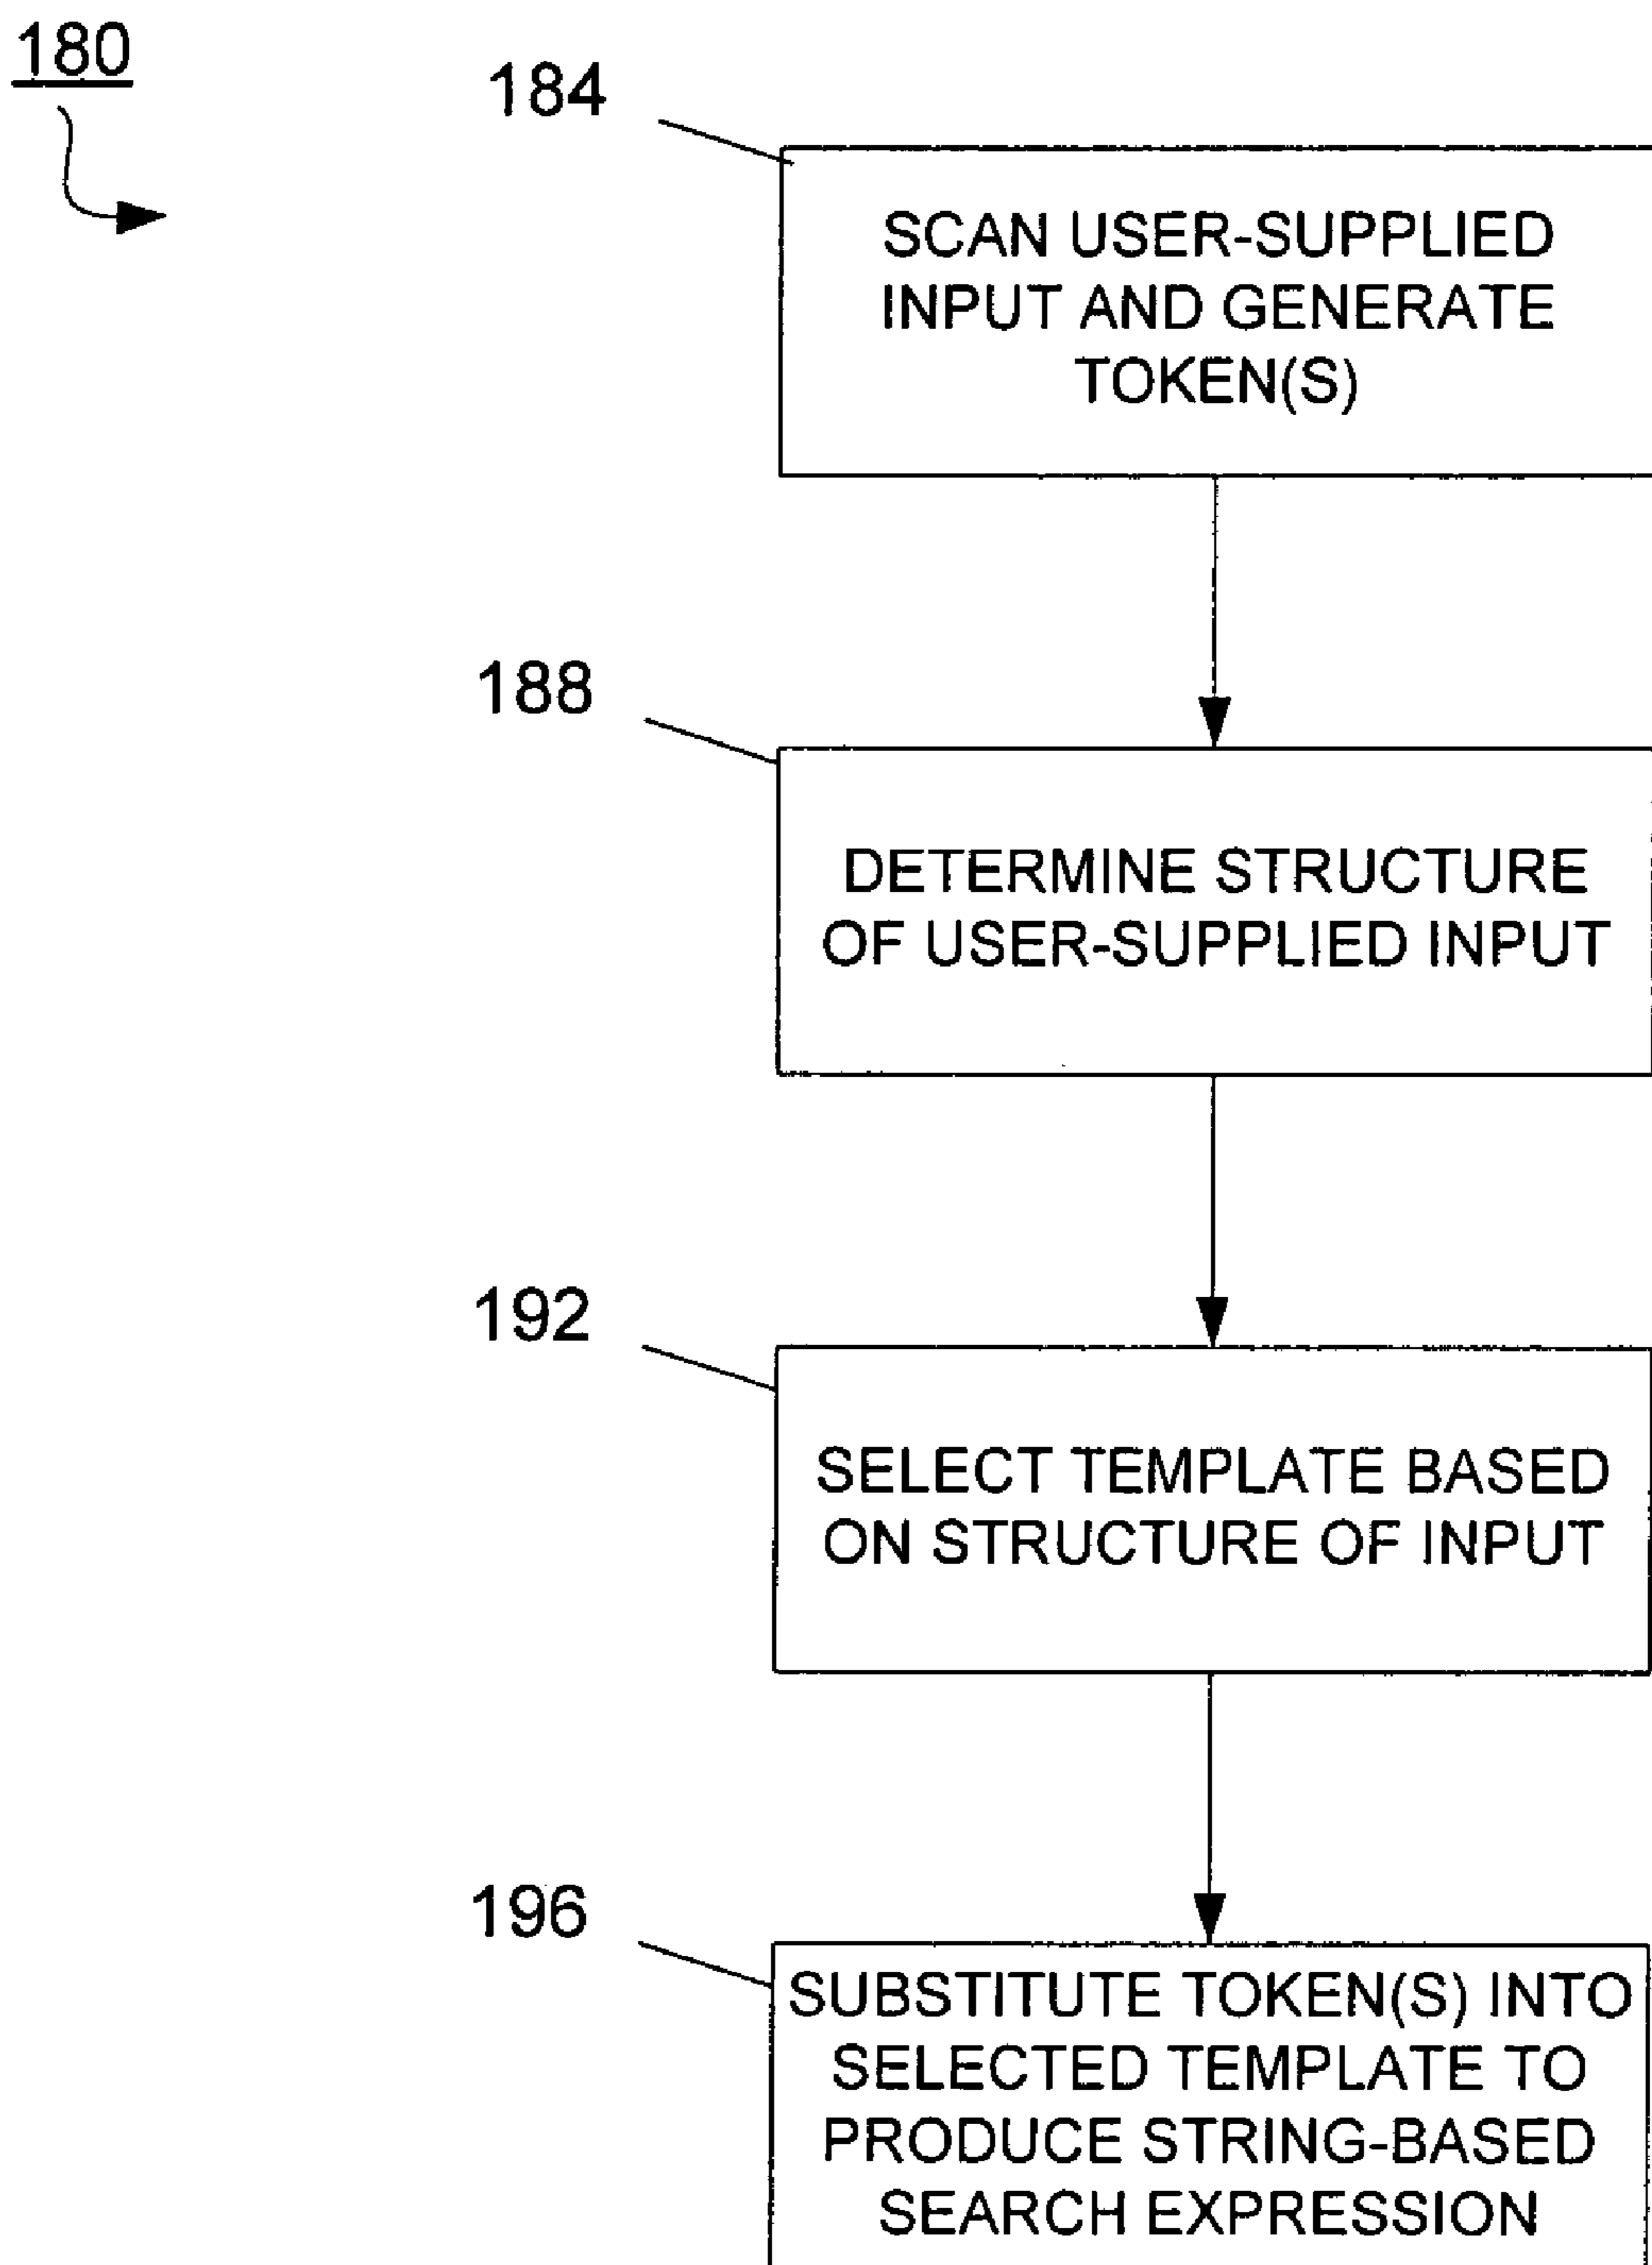 180
184
SCAN USER-SUPPLIED
INPUT AND GENERATE
TOKEN(S)
188
DETERMINE STRUCTURE
OF USER-SUPPLIED INPUT
192
SELECT TEMPLATE BASED
ON STRUCTURE OF INPUT
196
SUBSTITUTE TOKEN(S) INTO
SELECTED TEMPLATE TO
PRODUCE STRING-BASED
SEARCH EXPRESSION